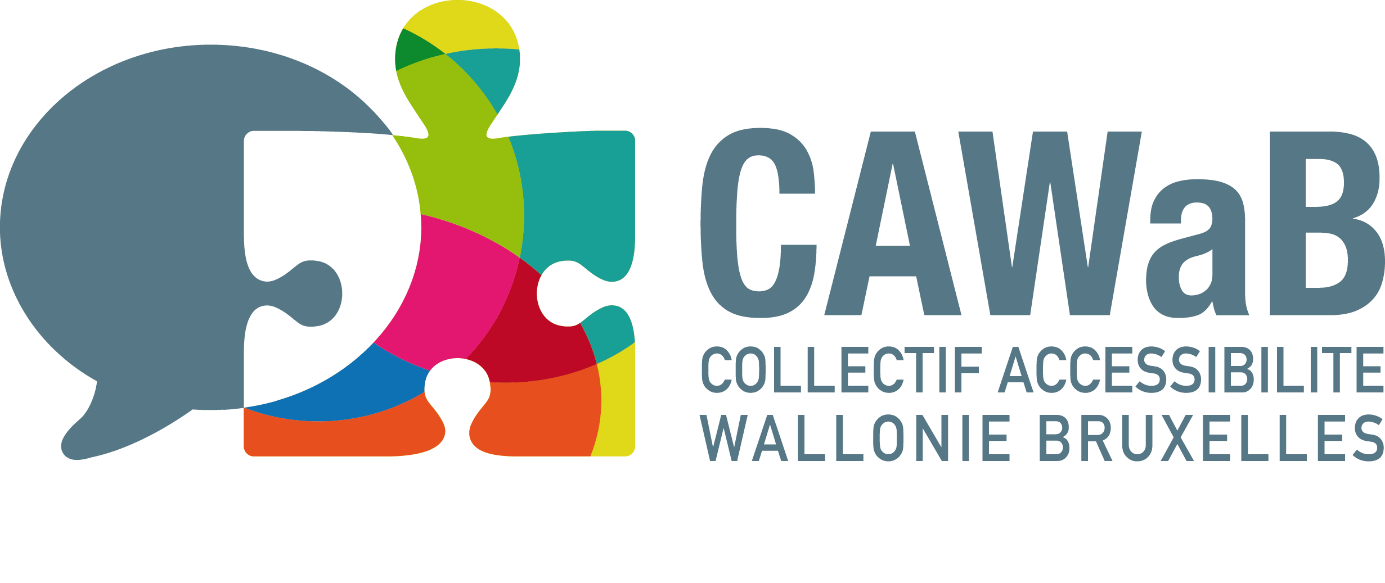 CAWaB
COLLECTIF ACCESSIBILITE
WALLONIE BRUXELLES